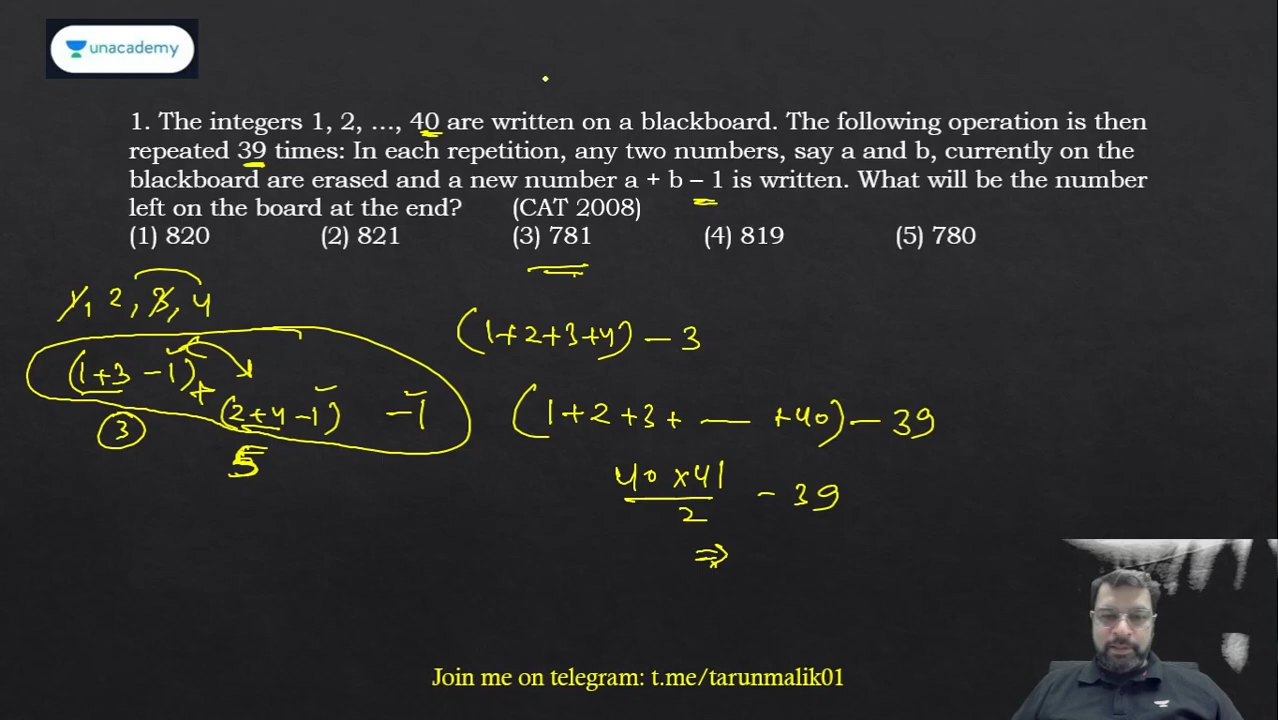 unacademy
1. The integers 1, 2, ..., 40 are written on a blackboard. The following operation is then
repeated 39 times: In each repetition, any two numbers, say a and b, currently on the
blackboard are erased and a new number a + b – 1 is written. What will be the number
left on the board at the end? (CAT 2008)
(1) 820 (2) 821 (3) 781 (4) 819 (5) 780
1, 2, 3, 4
(1+2+3+4) - 3
(1+3 -1) +
(2+4 -1) -1
(1+2+3+ — +40) - 39
3
5
40 x 41
- 39
2
⇒
Join me on telegram: t.me/tarunmalik01